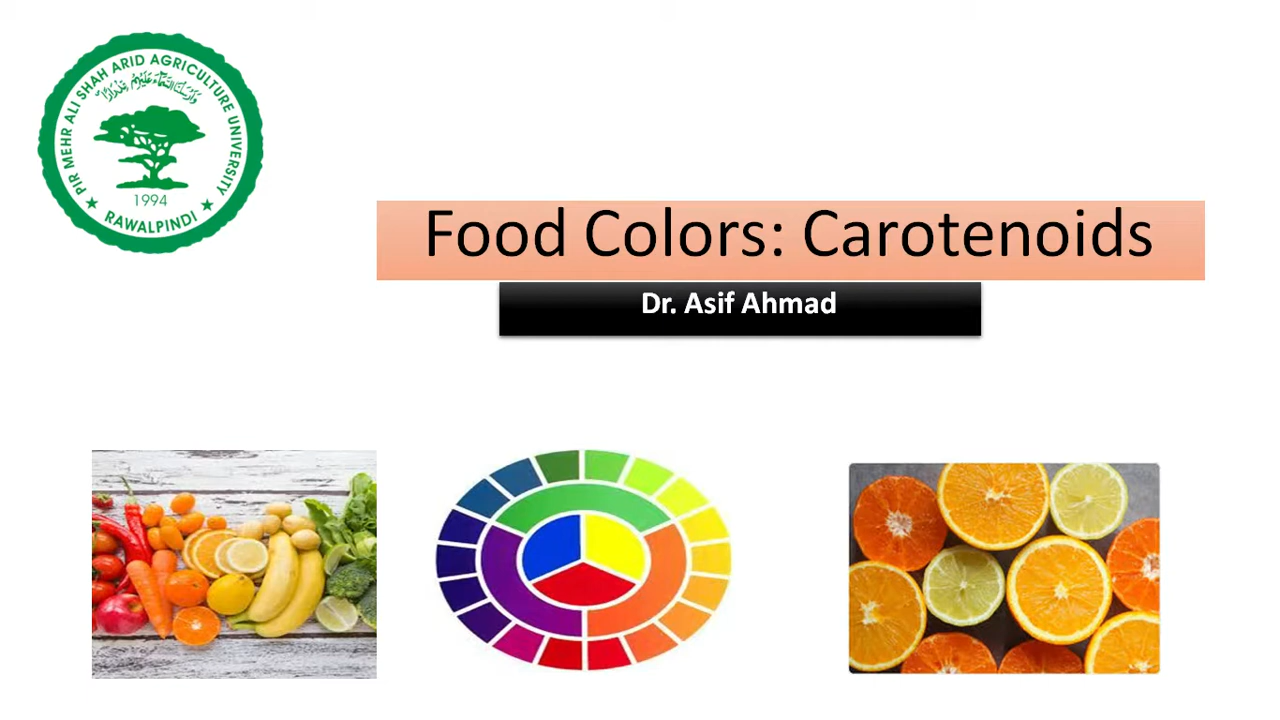 PIR MEHR ALI SHAH ARID AGRICULTURE UNIVERSITY
1994
★ RAWALPINDI ★
Food Colors: Carotenoids
Dr. Asif Ahmad